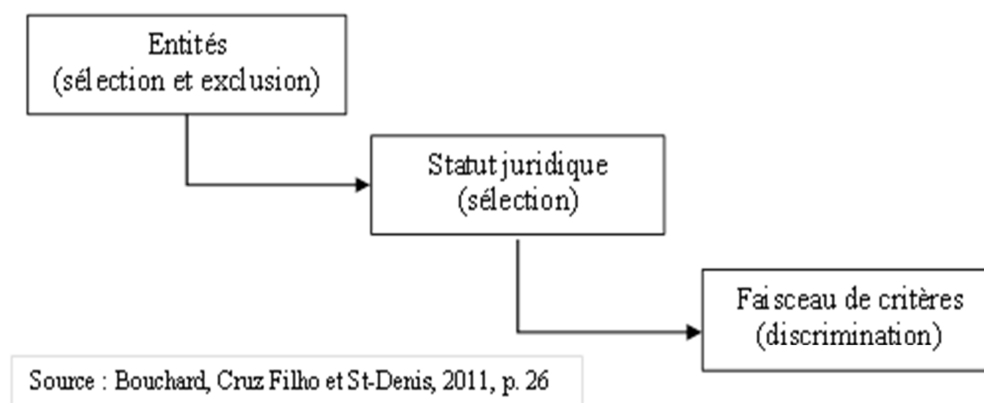 Entités
(sélection et exclusion)
Statut juridique
(sélection)
Faisceau de critères
(discrimination)
Source : Bouchard, Cruz Filho et St-Denis, 2011, p. 26